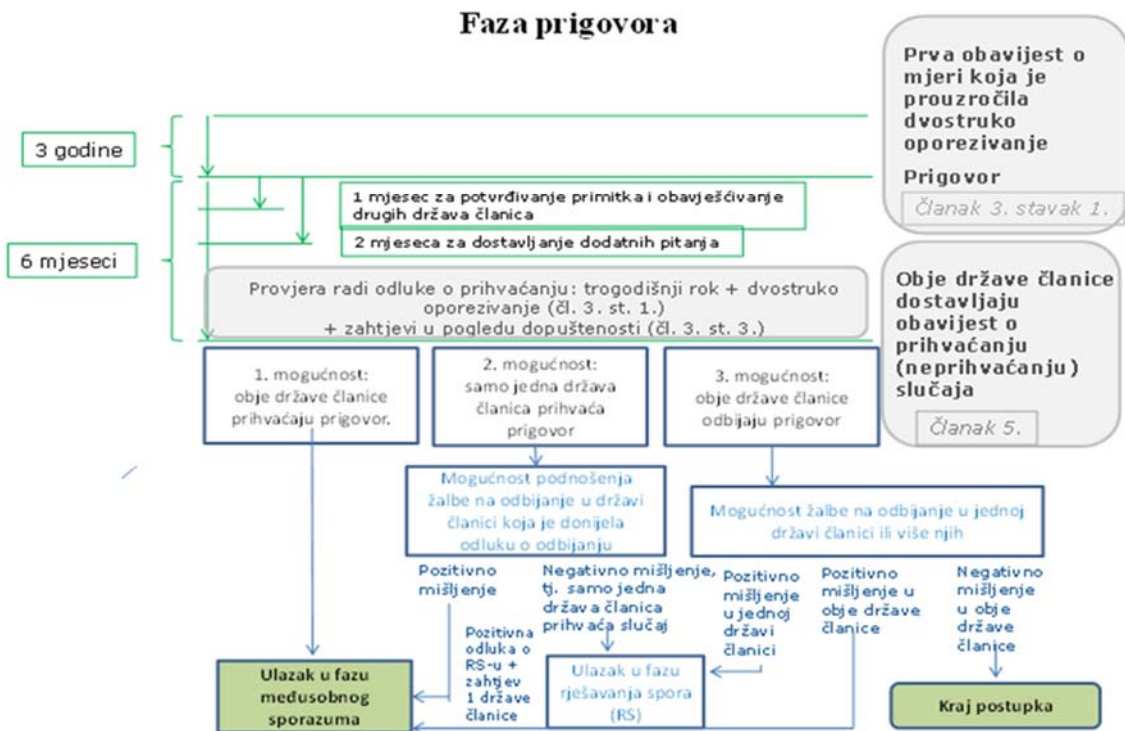 Faza prigovora
Prva obavijest o
mjeri koja je
prouzročila
dvostruko
oporezivanje
Prigovor
Članak 3. stavak 1.
3 godine
6 mjeseci
1 mjesec za potvrđivanje primitka i obavješćivanje
drugih država članica
2 mjeseca za dostavljanje dodatnih pitanja
Provjera radi odluke o prihvaćanju: trogodišnji rok + dvostruko
oporezivanje (čl. 3. st. 1.)
+ zahtjevi u pogledu dopuštenosti (čl. 3. st. 3.)
Obje države članice
dostavljaju
obavijest o
prihvaćanju
(neprihvaćanju)
slučaja
Članak 5.
1. mogućnost:
obje države članice
prihvaćaju prigovor.
2. mogućnost:
samo jedna država
članica prihvaća
prigovor
3. mogućnost:
obje države članice
odbijaju prigovor
Mogućnost podnošenja
žalbe na odbijanje u državi
članici koja je donijela
odluku o odbijanju
Mogućnost žalbe na odbijanje u jednoj
državi članici ili više njih
Pozitivno
mišljenje
Negativno mišljenje,
tj. samo jedna
država članica
prihvaća slučaj
Pozitivno
mišljenje
u jednoj
državi
članici
Pozitivno
mišljenje u
obje države
članice
Negativno
mišljenje
u obje
države
članice
Pozitivna
odluka o
RS-u +
zahtjev
1 države
članice
Ulazak u fazu
međusobnog
sporazuma
Ulazak u fazu
rješavanja spora
(RS)
Kraj postupka